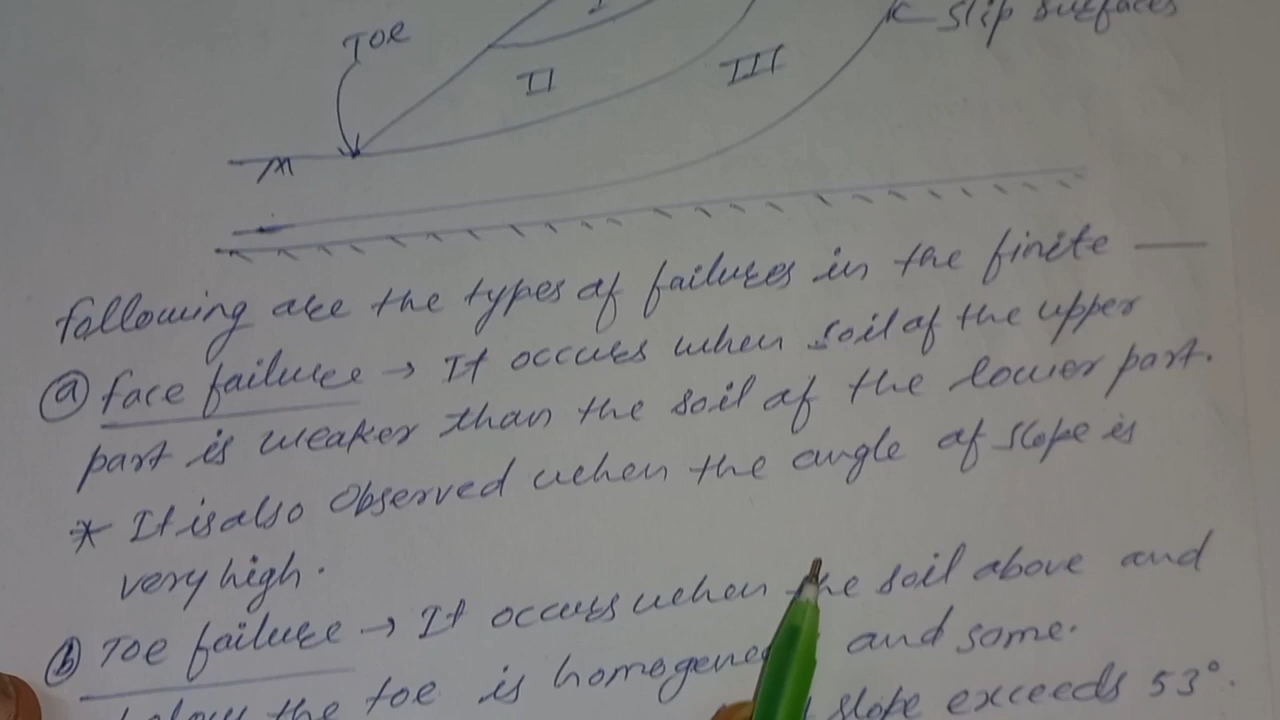 Slip surfaces
TOE
I
II
III
following are the types of failures in the finite —
(a) face failure → It occurs when soil of the upper
part is weaker than the soil of the lower part.
* It is also observed when the angle of slope is
very high.
(b) Toe failure → It occurs when the soil above and
below the toe is homogeneous and some.
slope exceeds 53°.